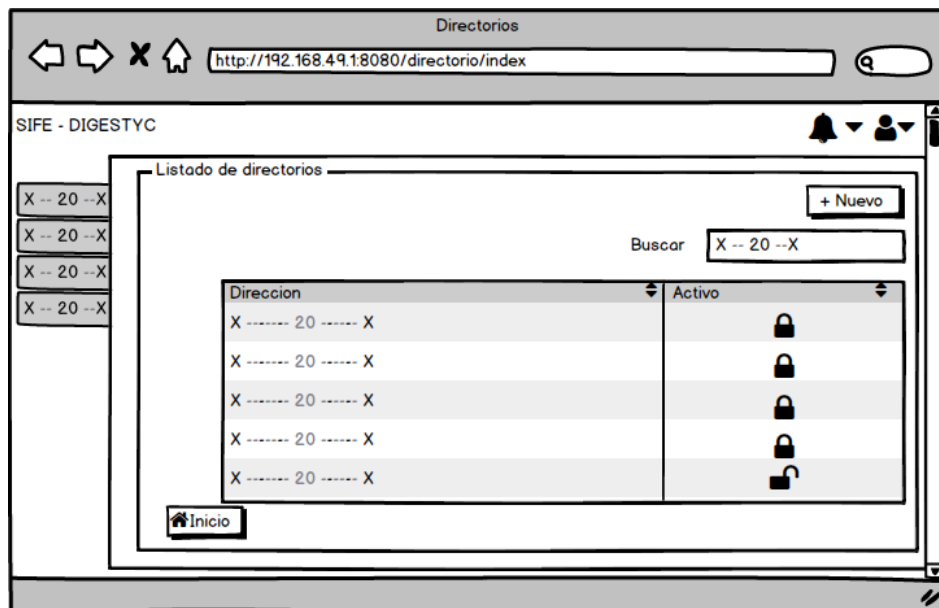 Directorios
http://192.168.49.1:8080/directorio/index
SIFE - DIGESTYC
Listado de directorios
X -- 20 --X
X -- 20 --X
X -- 20 --X
X -- 20 --X
+ Nuevo
Buscar X -- 20 --X
Direccion Activo
X ------- 20 ------ X
X ------- 20 ------ X
X ------- 20 ------ X
X ------- 20 ------ X
X ------- 20 ------ X
Inicio